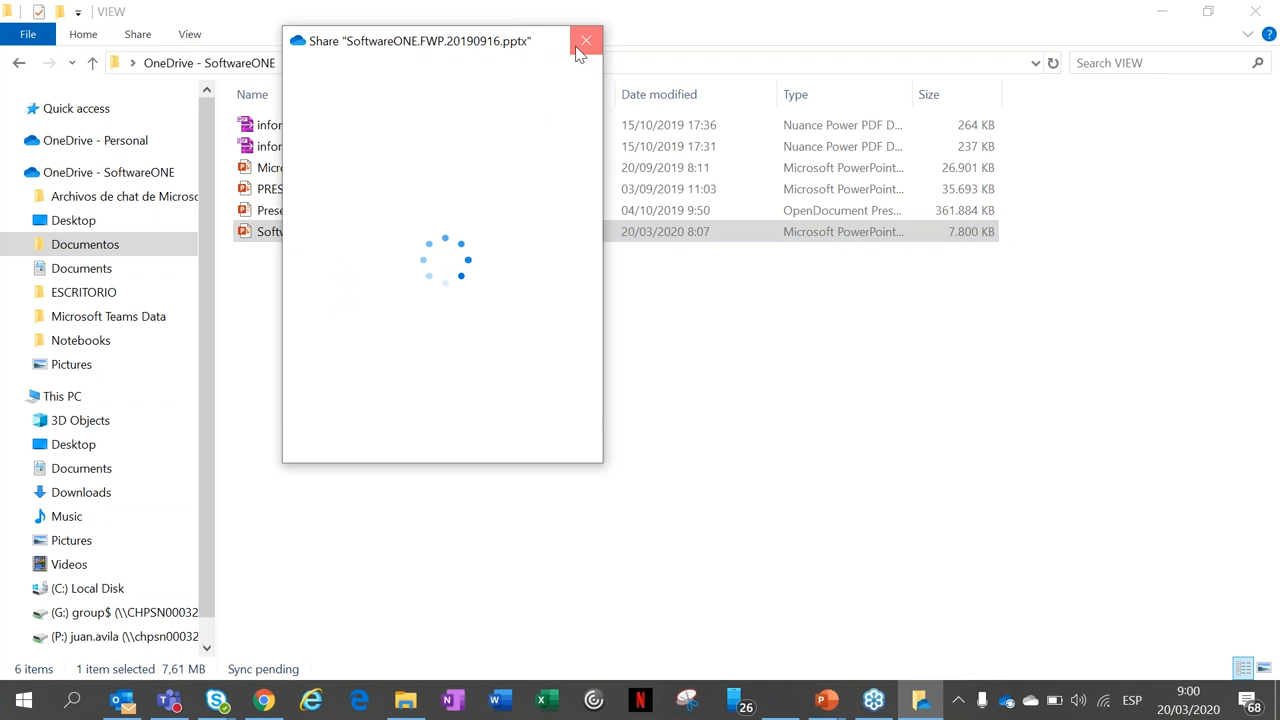 VIEW
File Home Share View
OneDrive - SoftwareONE
Search VIEW
Share "SoftwareONE.FWP.20190916.pptx"
Name Date modified Type Size
15/10/2019 17:36 Nuance Power PDF D... 264 KB
15/10/2019 17:31 Nuance Power PDF D... 237 KB
20/09/2019 8:11 Microsoft PowerPoint... 26.901 KB
PRES 03/09/2019 11:03 Microsoft PowerPoint... 35.693 KB
04/10/2019 9:50 OpenDocument Pres... 361.884 KB
20/03/2020 8:07 Microsoft PowerPoint... 7.800 KB
Quick access
OneDrive - Personal
OneDrive - SoftwareONE
Archivos de chat de Microsc
Desktop
Documentos
Documents
ESCRITORIO
Microsoft Teams Data
Notebooks
Pictures
This PC
3D Objects
Desktop
Documents
Downloads
Music
Pictures
Videos
(C:) Local Disk
(G:) group$ (\\CHPSN00032
(P:) juan.avila (\\chpsn00032
6 items 1 item selected 7,61 MB Sync pending
26
ESP
9:00
20/03/2020
68